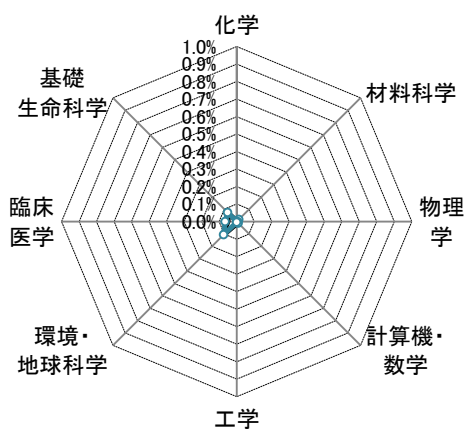 化学
1.0%
0.9%
0.8%
0.7%
0.6%
0.5%
0.4%
0.3%
0.2%
0.1%
0.0%
材料科学
物理
学
計算機・
数学
工学
環境・
地球科学
臨床
医学
基礎
生命科学